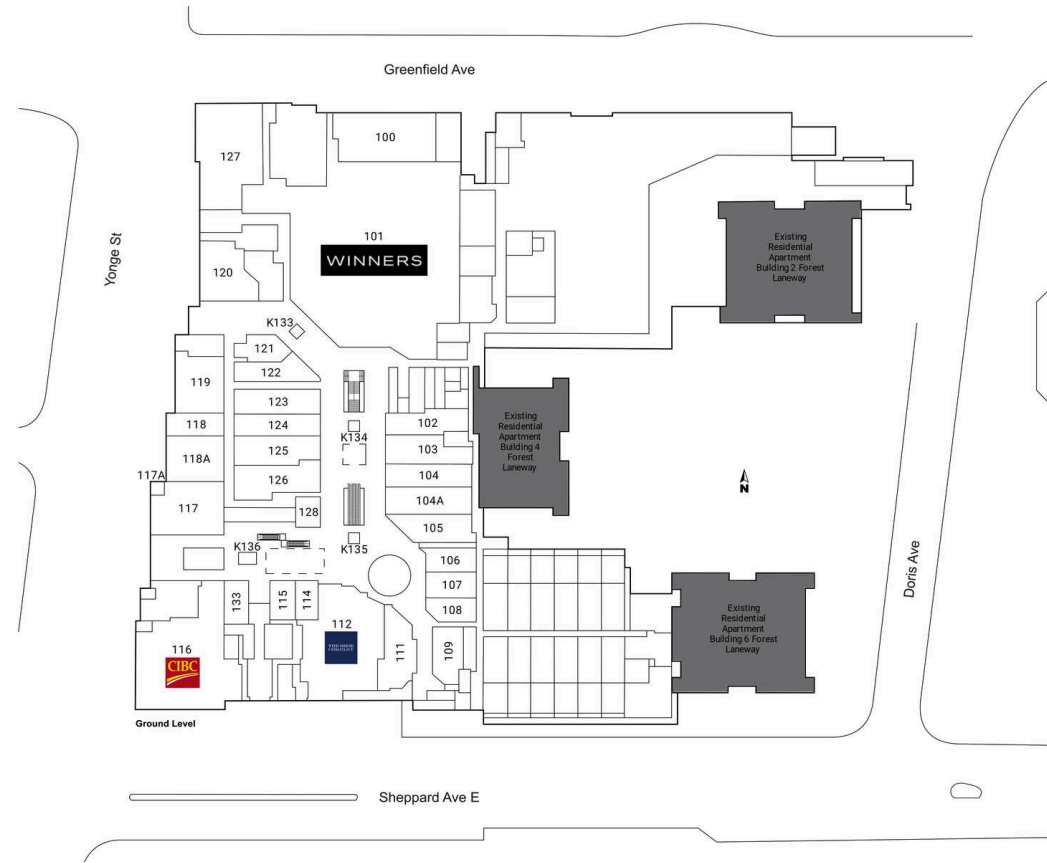 Greenfield Ave
Yonge St
127
100
101
WINNERS
120
Existing
Residential
Apartment
Building 2 Forest
Laneway
K133
121
122
119
123
118
124
K134
102
103
118A
125
117A
126
104
117
128
104A
105
Existing
Residential
Apartment
Building 4
Forest
Laneway
N
K136
K135
106
107
108
133
115
114
112
THE SHOE
COMPANY
111
109
116
CIBC
Existing
Residential
Apartment
Building 6 Forest
Laneway
Doris Ave
Ground Level
Sheppard Ave E